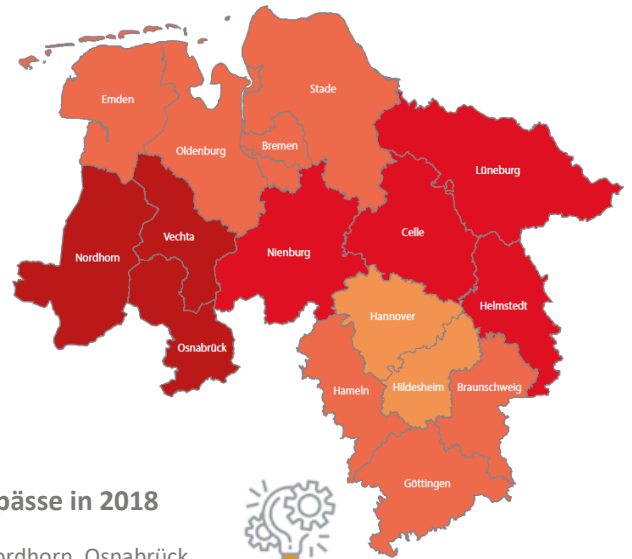 Emden
Stade
Oldenburg
Bremen
Lüneburg
Vechta
Nordhorn
Nienburg
Celle
Helmstedt
Osnabrück
Hannover
Hameln
Hildesheim
Braunschweig
Göttingen
pässe in 2018
ordhorn, Osnabrück